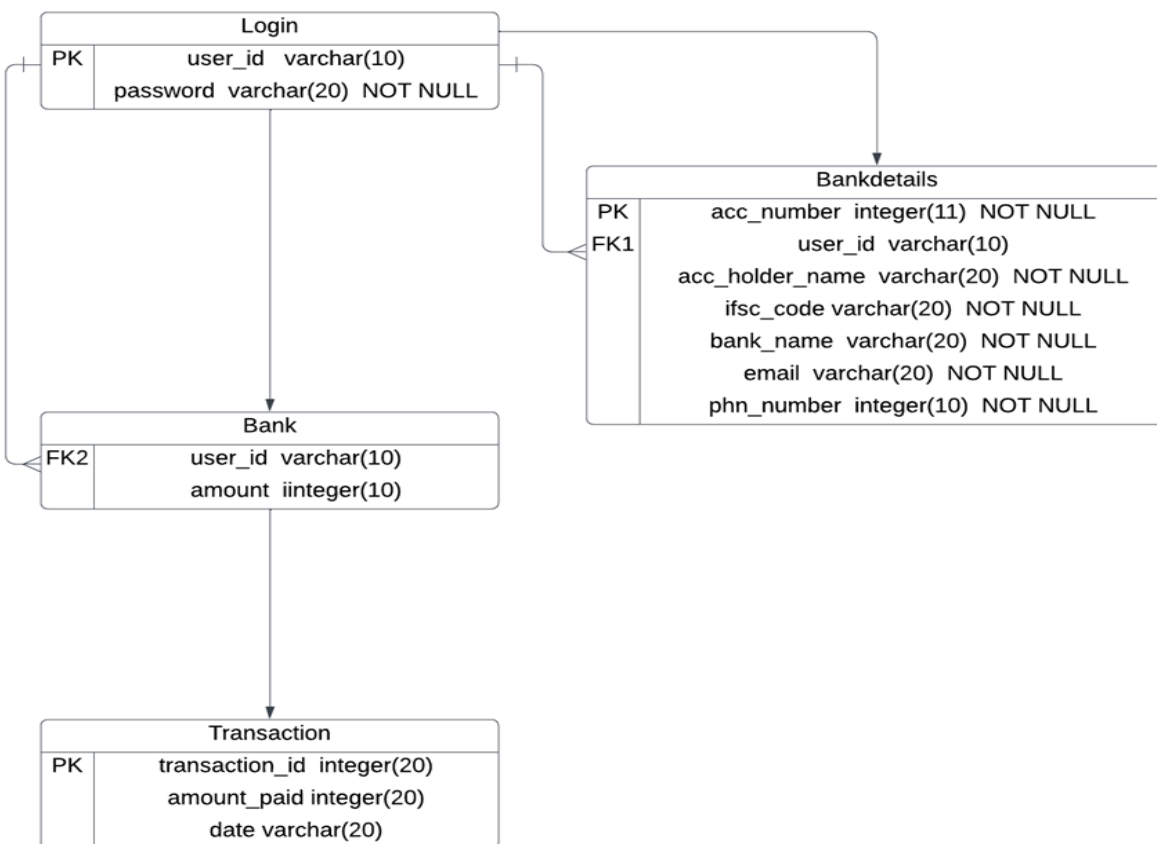 Login
PK user_id varchar(10)
password varchar(20) NOT NULL
Bankdetails
PK acc_number integer(11) NOT NULL
FK1 user_id varchar(10)
acc_holder_name varchar(20) NOT NULL
ifsc_code varchar(20) NOT NULL
bank_name varchar(20) NOT NULL
email varchar(20) NOT NULL
phn_number integer(10) NOT NULL
Bank
FK2 user_id varchar(10)
amount iinteger(10)
Transaction
PK transaction_id integer(20)
amount_paid integer(20)
date varchar(20)